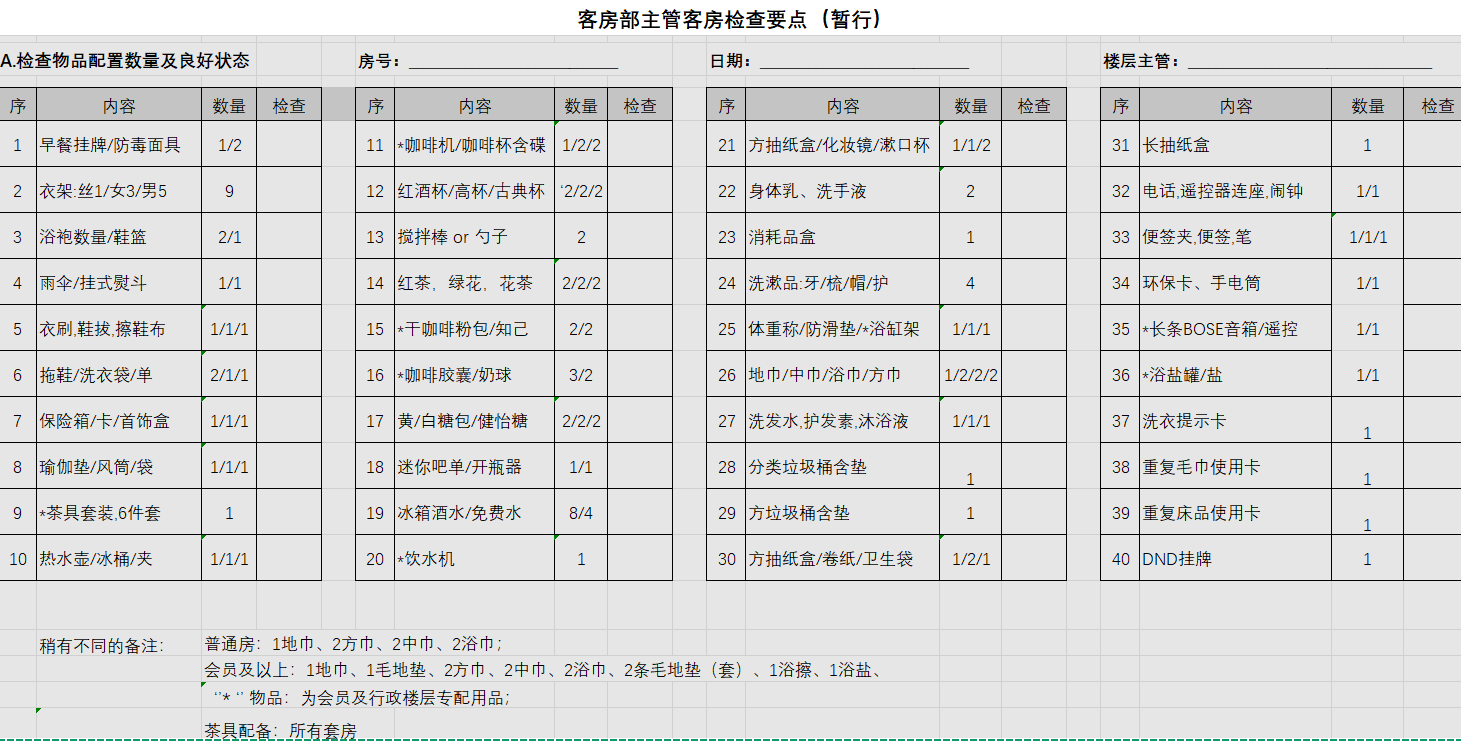 客房部主管客房检查要点（暂行）
A.检查物品配置数量及良好状态 房号： 日期： 楼层主管：
序 内容 数量 检查 序 内容 数量 检查 序 内容 数量 检查 序 内容 数量 检查
1 早餐挂牌/防毒面具 1/2 11 *咖啡机/咖啡杯含碟 1/2/2 21 方抽纸盒/化妆镜/漱口杯 1/1/2 31 长抽纸盒 1
2 衣架:丝1/女3/男5 9 12 红酒杯/高杯/古典杯 ‘2/2/2 22 身体乳、洗手液 2 32 电话,遥控器连座,闹钟 1/1
3 浴袍数量/鞋篮 2/1 13 搅拌棒 or 勺子 2 23 消耗品盒 1 33 便签夹,便签,笔 1/1/1
4 雨伞/挂式熨斗 1/1 14 红茶，绿花，花茶 2/2/2 24 洗漱品:牙/梳/帽/护 4 34 环保卡、手电筒 1/1
5 衣刷,鞋拔,擦鞋布 1/1/1 15 *干咖啡粉包/知己 2/2 25 体重称/防滑垫/*浴缸架 1/1/1 35 *长条BOSE音箱/遥控 1/1
6 拖鞋/洗衣袋/单 2/1/1 16 *咖啡胶囊/奶球 3/2 26 地巾/中巾/浴巾/方巾 1/2/2/2 36 *浴盐罐/盐 1/1
7 保险箱/卡/首饰盒 1/1/1 17 黄/白糖包/健怡糖 2/2/2 27 洗发水,护发素,沐浴液 1/1/1 37 洗衣提示卡 1
8 瑜伽垫/风筒/袋 1/1/1 18 迷你吧单/开瓶器 1/1 28 分类垃圾桶含垫 1 38 重复毛巾使用卡 1
9 *茶具套装,6件套 1 19 冰箱酒水/免费水 8/4 29 方垃圾桶含垫 1 39 重复床品使用卡 1
10 热水壶/冰桶/夹 1/1/1 20 *饮水机 1 30 方抽纸盒/卷纸/卫生袋 1/2/1 40 DND挂牌 1
稍有不同的备注： 普通房：1地巾、2方巾、2中巾、2浴巾；
会员及以上：1地巾、1毛地垫、2方巾、2中巾、2浴巾、2条毛地垫（套）、1浴擦、1浴盐、
‘’* ‘’ 物品：为会员及行政楼层专配用品；
茶具配备：所有套房